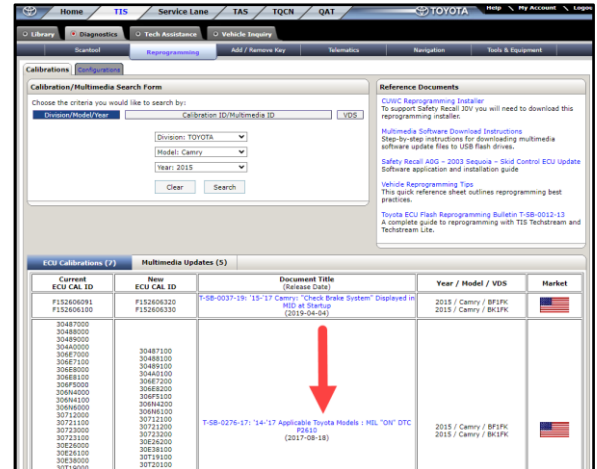 Home TIS Service Lane TAS TQCN QAT TOYOTA Help My Account Logou
Library Diagnostics Tech Assistance Vehicle Inquiry
Scantool Reprogramming Add / Remove Key Telematics Navigation Tools & Equipment
Calibrations Configurations
Calibration/Multimedia Search Form
Choose the criteria you would like to search by:
Division/Model/Year Calibration ID/Multimedia ID VDS
Division: TOYOTA
Model: Camry
Year: 2015
Clear Search
Reference Documents
CUWC Reprogramming Installer
To support Safety Recall J0V you will need to download this
reprogramming installer.
Multimedia Software Download Instructions
Step-by-step instructions for downloading multimedia
software update files to USB flash drives.
Safety Recall A0G - 2003 Sequoia - Skid Control ECU Update
Software application and installation guide
Vehicle Reprogramming Tips
This quick reference sheet outlines reprogramming best
practices.
Toyota ECU Flash Reprogramming Bulletin T-SB-0012-13
A complete guide to reprogramming with TIS Techstream and
Techstream Lite.
ECU Calibrations (7) Multimedia Updates (5)
Current
ECU CAL ID
New
ECU CAL ID
Document Title
(Release Date)
Year / Model / VDS
Market
F152606091
F152606100
F152606320
F152606330
T-SB-0037-19: '15-'17 Camry: "Check Brake System" Displayed in
MID at Startup
(2019-04-04)
2015 / Camry / BF1FK
2015 / Camry / BK1FK
30487000
30488000
30489000
304A0000
306E7000
306E7100
306E8000
306E8100
306F5000
306N4000
306N4100
306N6000
30712000
30721100
30723000
30723100
30E26000
30E26100
30E38000
30T19000
30487100
30488100
30489100
304A0100
306E7200
306E8200
306F5100
306N4200
306N6100
30712100
30721200
30723200
30E26200
30E38100
30T19100
30T20100
T-SB-0276-17: '14-'17 Applicable Toyota Models : MIL "ON" DTC
P2610
(2017-08-18)
2015 / Camry / BF1FK
2015 / Camry / BK1FK